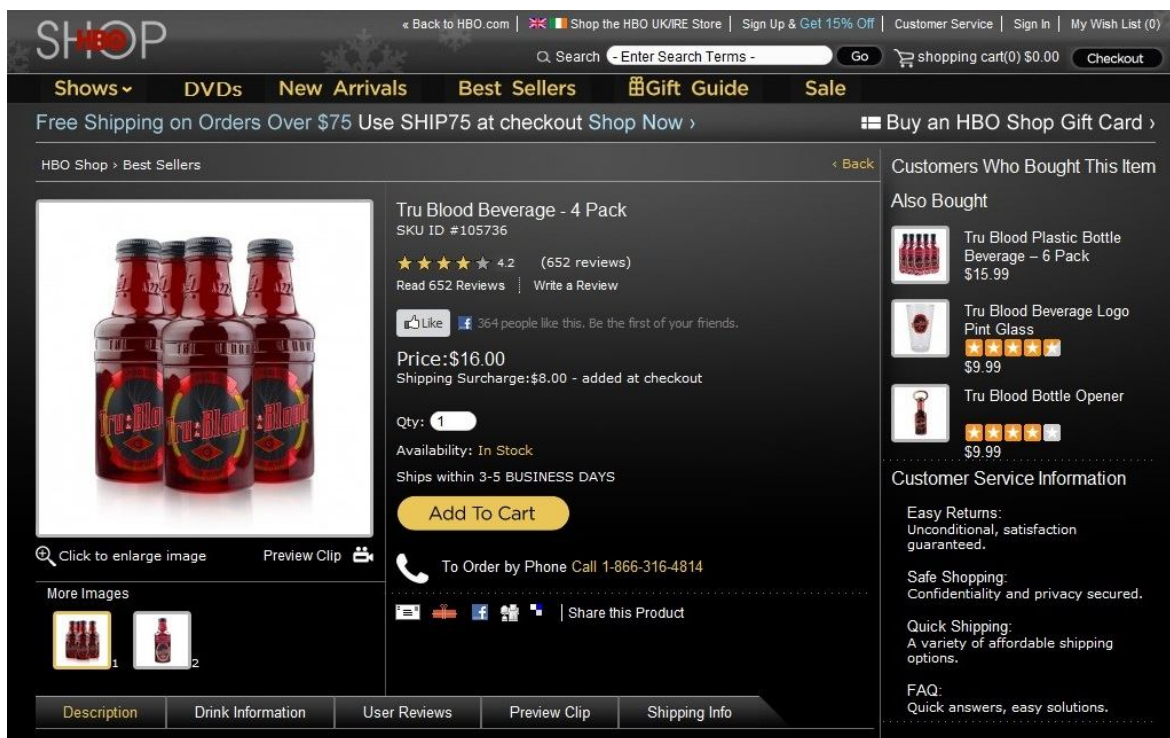 SHOP
HBO
« Back to HBO.com | Shop the HBO UK/IRE Store | Sign Up & Get 15% Off | Customer Service | Sign In | My Wish List (0)
Search - Enter Search Terms - Go shopping cart(0) $0.00 Checkout
Shows DVDs New Arrivals Best Sellers Gift Guide Sale
Free Shipping on Orders Over $75 Use SHIP75 at checkout Shop Now › Buy an HBO Shop Gift Card ›
HBO Shop › Best Sellers ‹ Back
Tru Blood Beverage - 4 Pack
SKU ID #105736
4.2 (652 reviews)
Read 652 Reviews Write a Review
Like 364 people like this. Be the first of your friends.
Price:$16.00
Shipping Surcharge:$8.00 - added at checkout
Qty: 1
Availability: In Stock
Ships within 3-5 BUSINESS DAYS
Add To Cart
To Order by Phone Call 1-866-316-4814
| Share this Product
Tru:Blood
Click to enlarge image Preview Clip
More Images
1 2
Description Drink Information User Reviews Preview Clip Shipping Info
Customers Who Bought This Item
Also Bought
Tru Blood Plastic Bottle
Beverage – 6 Pack
$15.99
Tru Blood Beverage Logo
Pint Glass
$9.99
Tru Blood Bottle Opener
$9.99
Customer Service Information
Easy Returns:
Unconditional, satisfaction
guaranteed.
Safe Shopping:
Confidentiality and privacy secured.
Quick Shipping:
A variety of affordable shipping
options.
FAQ:
Quick answers, easy solutions.